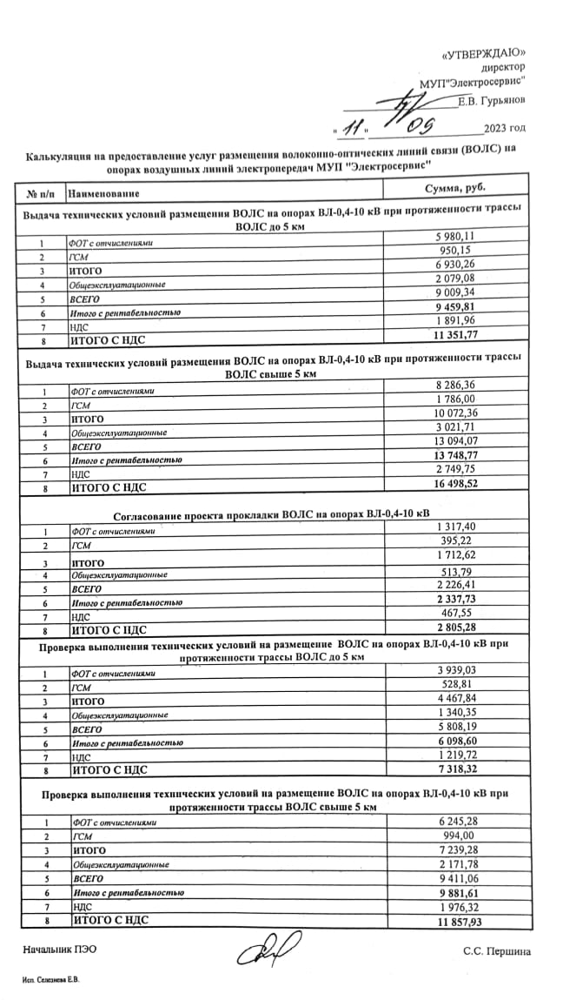 «УТВЕРЖДАЮ»
директор
МУП"Электросервис"
Е.В. Гурьянов
" 11 " 09 2023 год
Калькуляция на предоставление услуг размещения волоконно-оптических линий связи (ВОЛС) на
опорах воздушных линий электропередач МУП "Электросервис"
№ п/п Наименование Сумма, руб.
Выдача технических условий размещения ВОЛС на опорах ВЛ-0,4-10 кВ при протяженности трассы
ВОЛС до 5 км
1 ФОТ с отчислениями 5 980,11
2 ГСМ 950,15
3 ИТОГО 6 930,26
4 Общеэксплуатационные 2 079,08
5 ВСЕГО 9 009,34
6 Итого с рентабельностью 9 459,81
7 НДС 1 891,96
8 ИТОГО С НДС 11 351,77
Выдача технических условий размещения ВОЛС на опорах ВЛ-0,4-10 кВ при протяженности трассы
ВОЛС свыше 5 км
1 ФОТ с отчислениями 8 286,36
2 ГСМ 1 786,00
3 ИТОГО 10 072,36
4 Общеэксплуатационные 3 021,71
5 ВСЕГО 13 094,07
6 Итого с рентабельностью 13 748,77
7 НДС 2 749,75
8 ИТОГО С НДС 16 498,52
Согласование проекта прокладки ВОЛС на опорах ВЛ-0,4-10 кВ
1 ФОТ с отчислениями 1 317,40
2 ГСМ 395,22
3 ИТОГО 1 712,62
4 Общеэксплуатационные 513,79
5 ВСЕГО 2 226,41
6 Итого с рентабельностью 2 337,73
7 НДС 467,55
8 ИТОГО С НДС 2 805,28
Проверка выполнения технических условий на размещение ВОЛС на опорах ВЛ-0,4-10 кВ при
протяженности трассы ВОЛС до 5 км
1 ФОТ с отчислениями 3 939,03
2 ГСМ 528,81
3 ИТОГО 4 467,84
4 Общеэксплуатационные 1 340,35
5 ВСЕГО 5 808,19
6 Итого с рентабельностью 6 098,60
7 НДС 1 219,72
8 ИТОГО С НДС 7 318,32
Проверка выполнения технических условий на размещение ВОЛС на опорах ВЛ-0,4-10 кВ при
протяженности трассы ВОЛС свыше 5 км
1 ФОТ с отчислениями 6 245,28
2 ГСМ 994,00
3 ИТОГО 7 239,28
4 Общеэксплуатационные 2 171,78
5 ВСЕГО 9 411,06
6 Итого с рентабельностью 9 881,61
7 НДС 1 976,32
8 ИТОГО С НДС 11 857,93
Начальник ПЭО С.С. Першина
Исп. Селезнева Е.В.